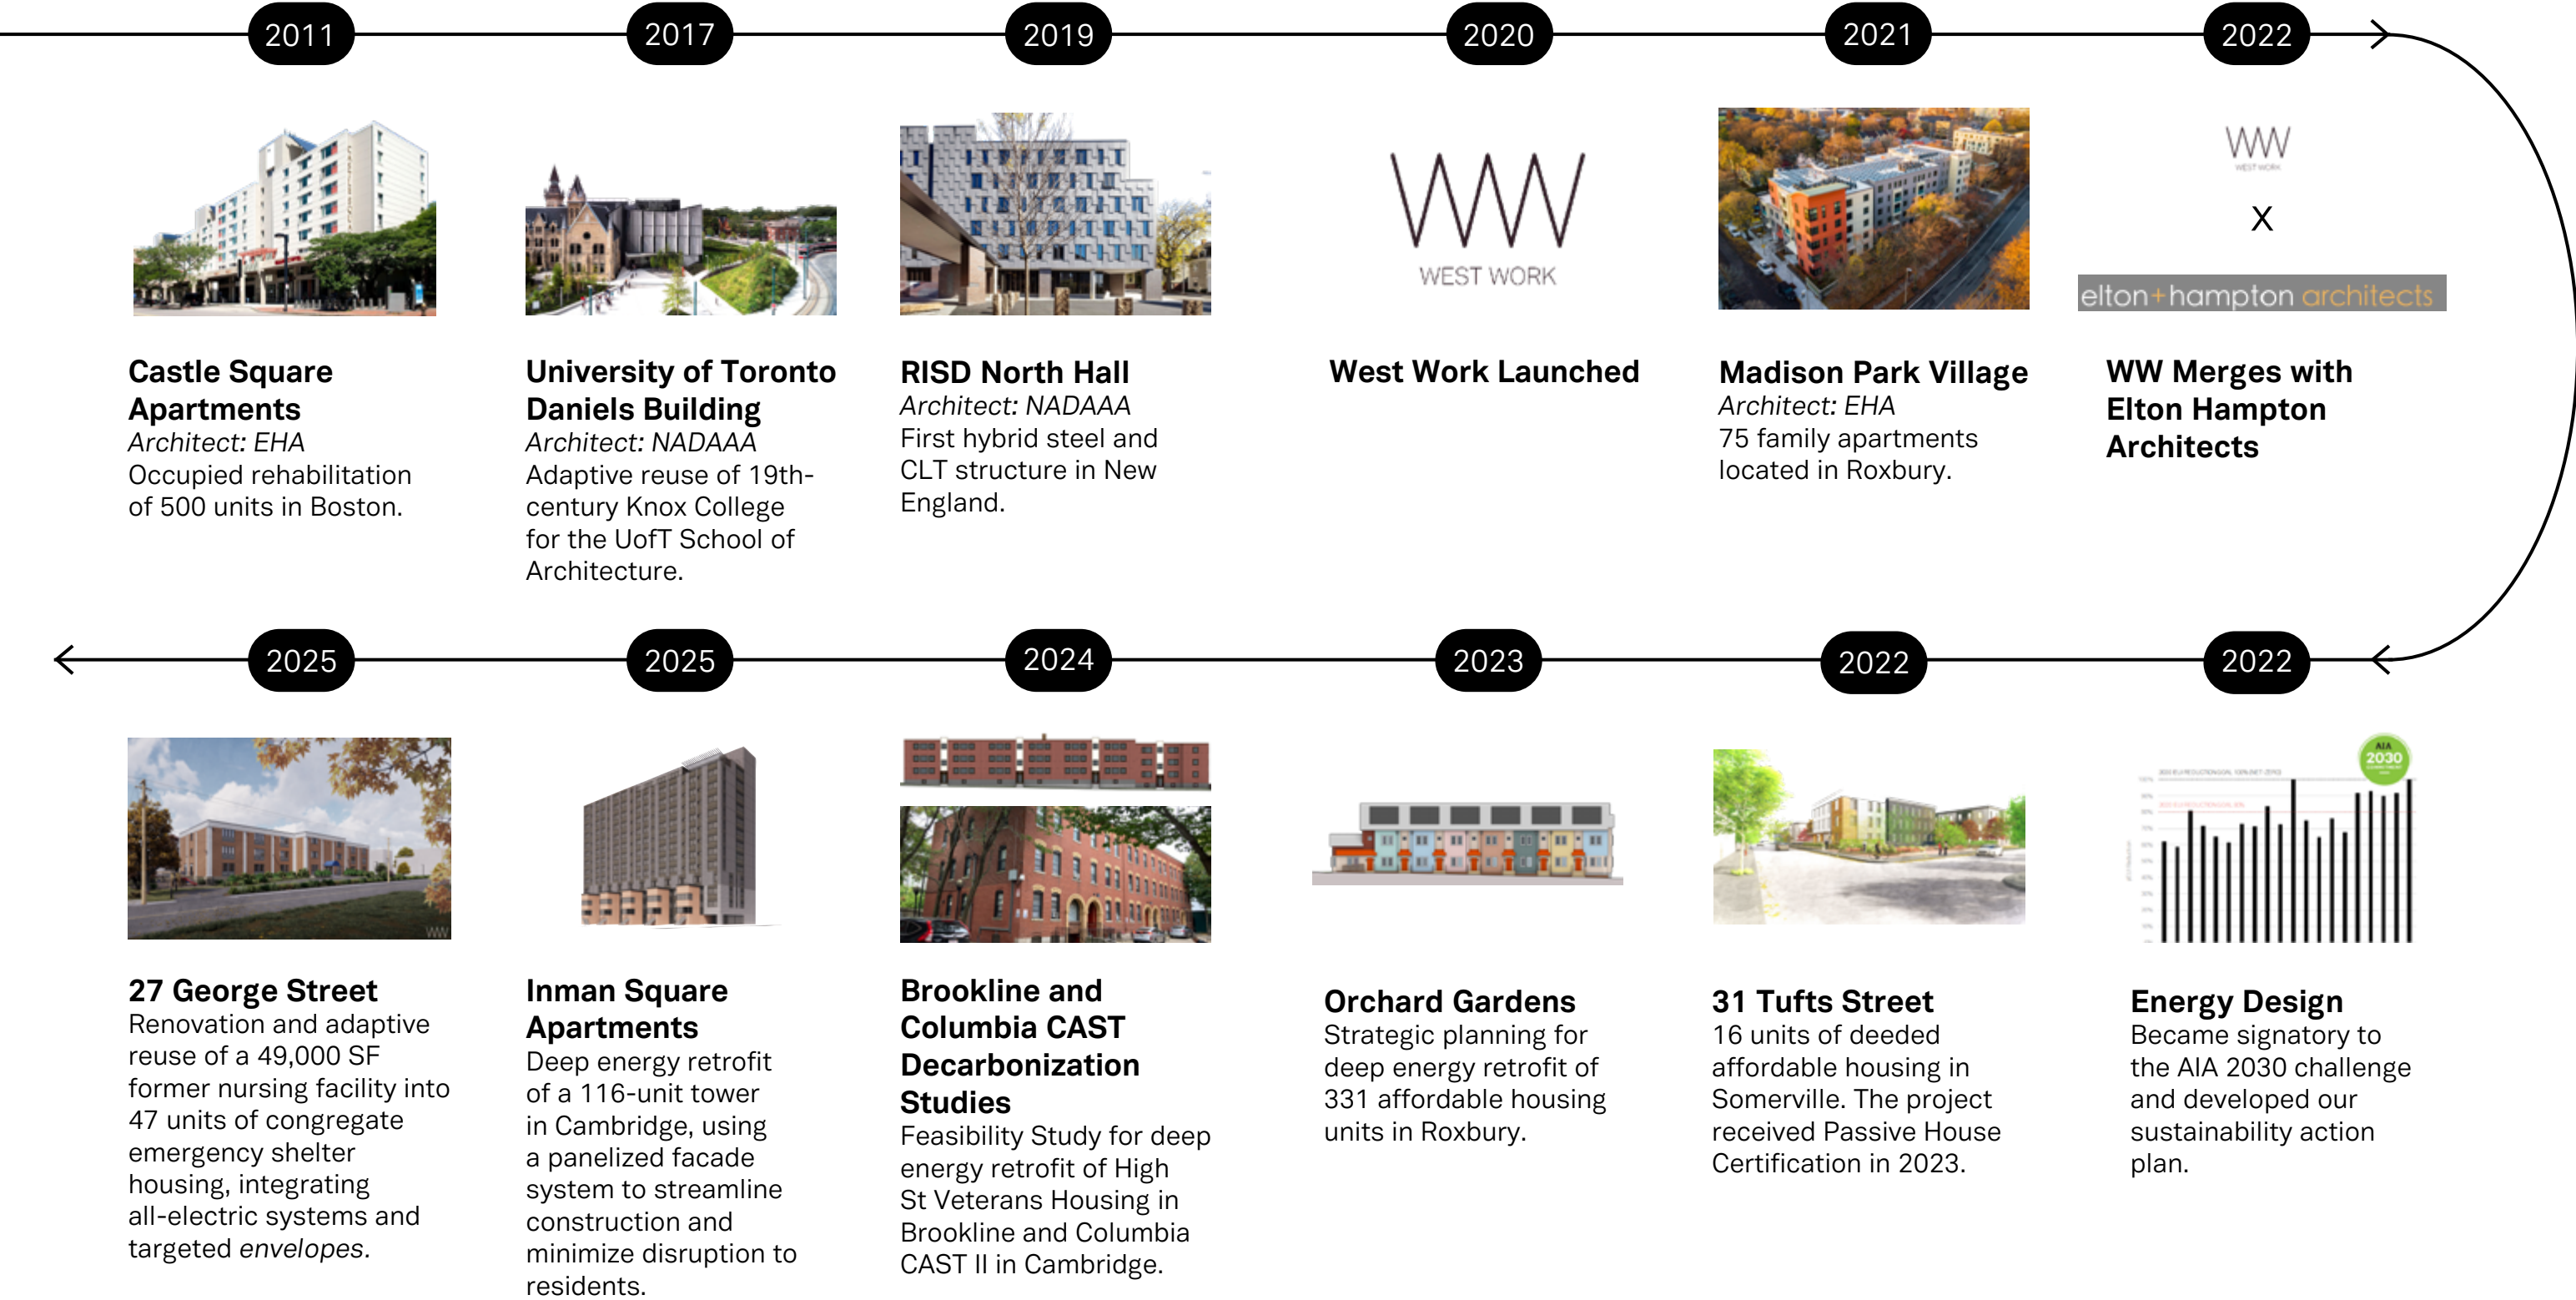 2011
2017
2019
2020
2021
2022
WEST WORK
WEST WORK
X
elton+hampton architects
Castle Square
Apartments
Architect: EHA
Occupied rehabilitation
of 500 units in Boston.
University of Toronto
Daniels Building
Architect: NADAAA
Adaptive reuse of 19th-
century Knox College
for the UofT School of
Architecture.
RISD North Hall
Architect: NADAAA
First hybrid steel and
CLT structure in New
England.
West Work Launched
Madison Park Village
Architect: EHA
75 family apartments
located in Roxbury.
WW Merges with
Elton Hampton
Architects
2022
2022
2023
2024
2025
2025
AIA
2030
Energy Design
Became signatory to
the AIA 2030 challenge
and developed our
sustainability action
plan.
31 Tufts Street
16 units of deeded
affordable housing in
Somerville. The project
received Passive House
Certification in 2023.
Orchard Gardens
Strategic planning for
deep energy retrofit of
331 affordable housing
units in Roxbury.
Brookline and
Columbia CAST
Decarbonization
Studies
Feasibility Study for deep
energy retrofit of High
St Veterans Housing in
Brookline and Columbia
CAST II in Cambridge.
Inman Square
Apartments
Deep energy retrofit
of a 116-unit tower
in Cambridge, using
a panelized facade
system to streamline
construction and
minimize disruption to
residents.
27 George Street
Renovation and adaptive
reuse of a 49,000 SF
former nursing facility into
47 units of congregate
emergency shelter
housing, integrating
all-electric systems and
targeted envelopes.